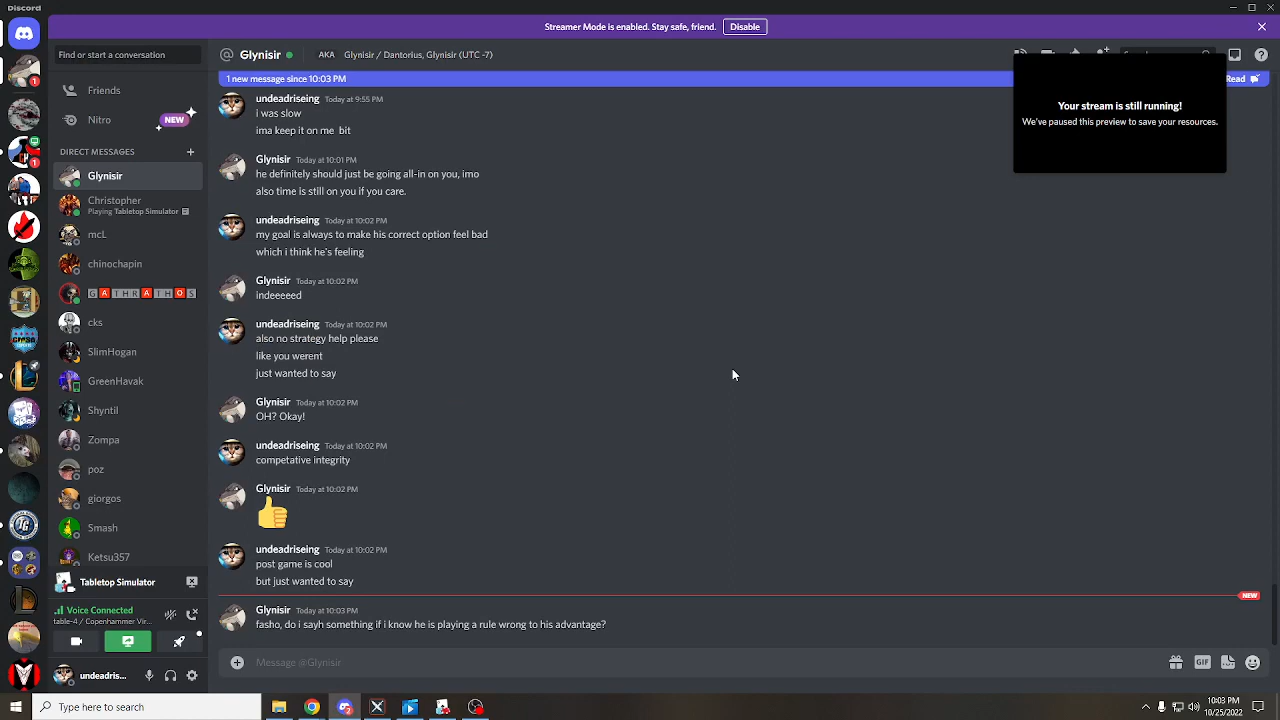 Discord
Streamer Mode is enabled. Stay safe, friend. Disable
Find or start a conversation
@ Glynisir AKA Glynisir / Dantorius, Glynisir (UTC -7)
1 new message since 10:03 PM
Read
Your stream is still running!
We've paused this preview to save your resources.
Friends
Nitro NEW
DIRECT MESSAGES +
Glynisir
Christopher
Playing Tabletop Simulator
mcL
chinochapin
GATHRATHOS
cks
SlimHogan
GreenHavak
Shyntil
Zompa
poz
giorgos
Smash
Ketsu357
Tabletop Simulator
Voice Connected
table-4 / Copenhammer Vir...
undeadris...
undeadriseing Today at 9:55 PM
i was slow
ima keep it on me bit
Glynisir Today at 10:01 PM
he definitely should just be going all-in on you, imo
also time is still on you if you care.
undeadriseing Today at 10:02 PM
my goal is always to make his correct option feel bad
which i think he's feeling
Glynisir Today at 10:02 PM
indeeeeed
undeadriseing Today at 10:02 PM
also no strategy help please
like you werent
just wanted to say
Glynisir Today at 10:02 PM
OH? Okay!
undeadriseing Today at 10:02 PM
competative integrity
Glynisir Today at 10:02 PM
undeadriseing Today at 10:02 PM
post game is cool
but just wanted to say
NEW
Glynisir Today at 10:03 PM
fasho, do i sayh something if i know he is playing a rule wrong to his advantage?
Message @Glynisir
GIF
Type here to search
10:03 PM
10/25/2022